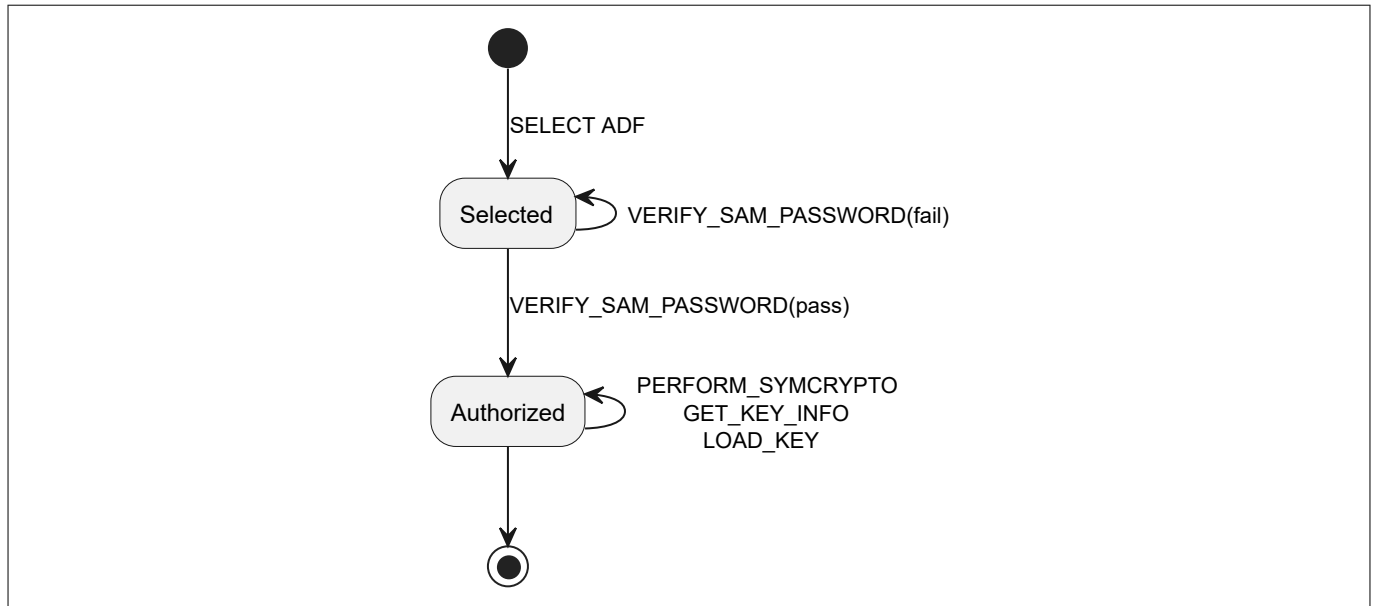 SELECT ADF
Selected
VERIFY_SAM_PASSWORD(fail)
VERIFY_SAM_PASSWORD(pass)
Authorized
PERFORM_SYMCRYPTO
GET_KEY_INFO
LOAD_KEY